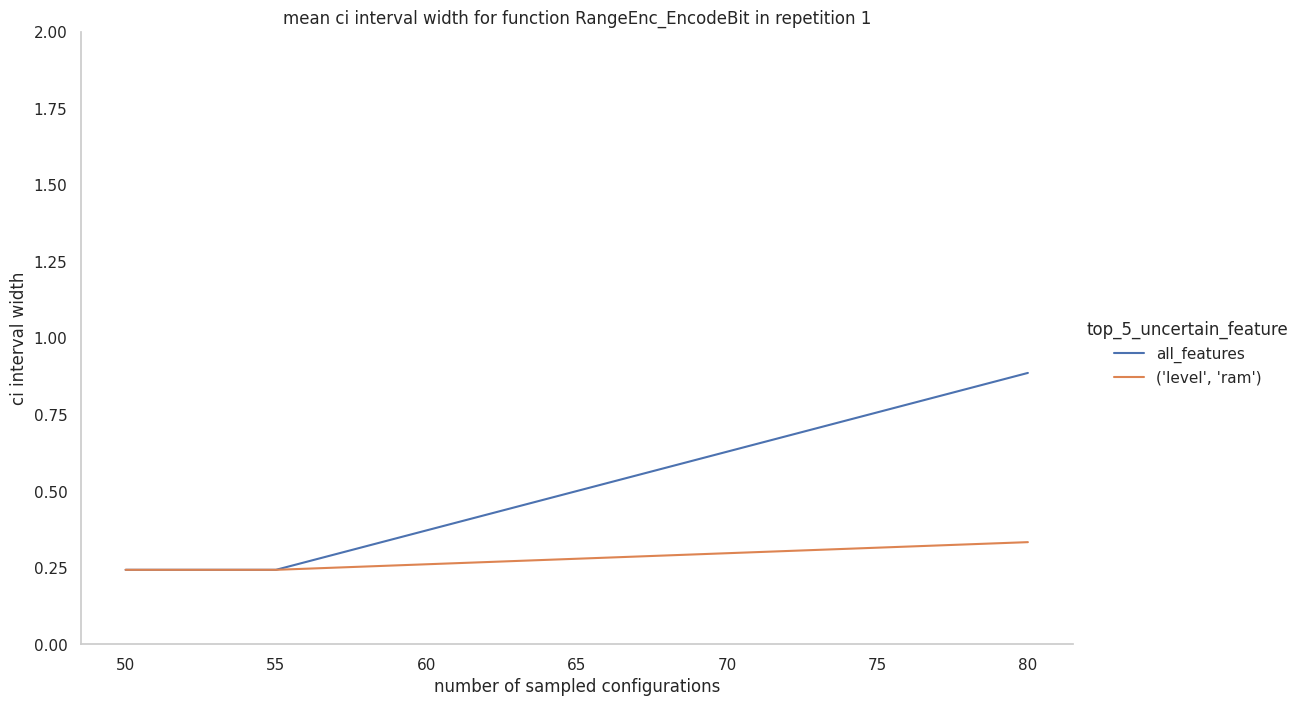 mean ci interval width for function RangeEnc_EncodeBit in repetition 1
2.00
1.75
1.50
1.25
1.00
0.75
0.50
0.25
0.00
ci interval width
50 55 60 65 70 75 80
number of sampled configurations
top_5_uncertain_feature
all_features
('level', 'ram')